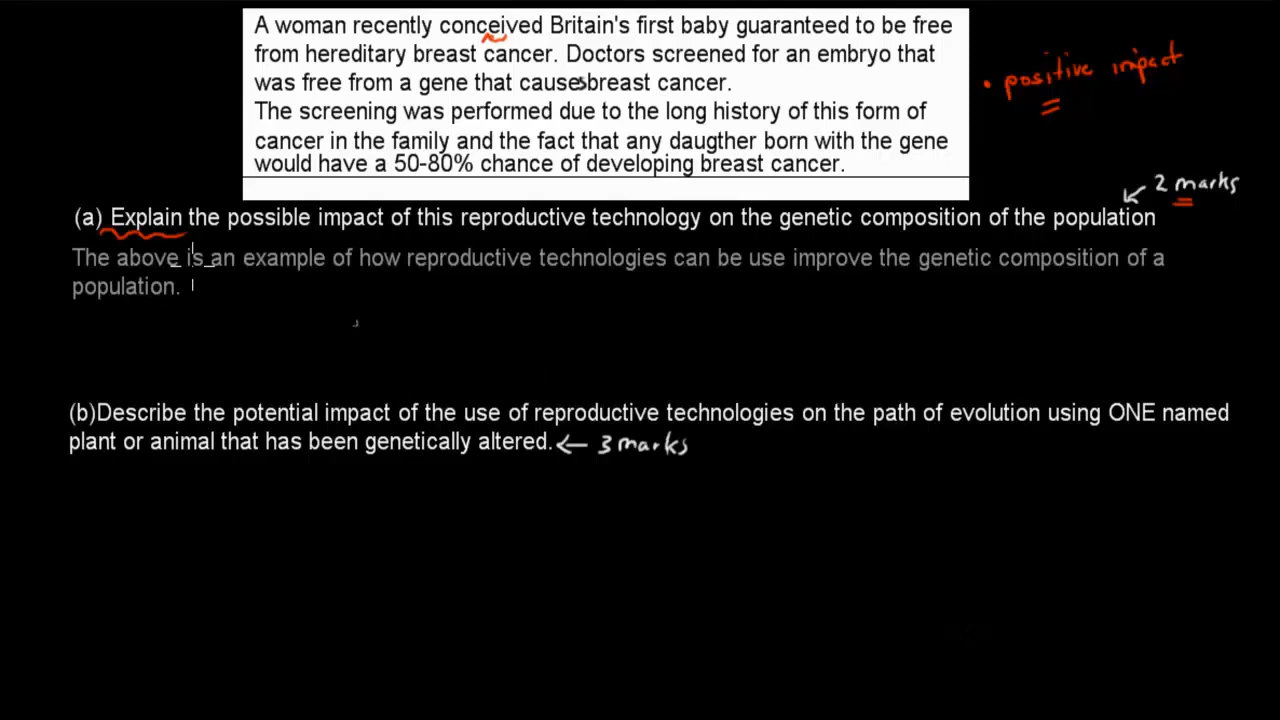 A woman recently conceived Britain's first baby guaranteed to be free
from hereditary breast cancer. Doctors screened for an embryo that
was free from a gene that causes breast cancer.
The screening was performed due to the long history of this form of
cancer in the family and the fact that any daugther born with the gene
would have a 50-80% chance of developing breast cancer.
• positive impact
2 marks
(a) Explain the possible impact of this reproductive technology on the genetic composition of the population
The above is an example of how reproductive technologies can be use improve the genetic composition of a
population.
(b)Describe the potential impact of the use of reproductive technologies on the path of evolution using ONE named
plant or animal that has been genetically altered. ← 3 marks